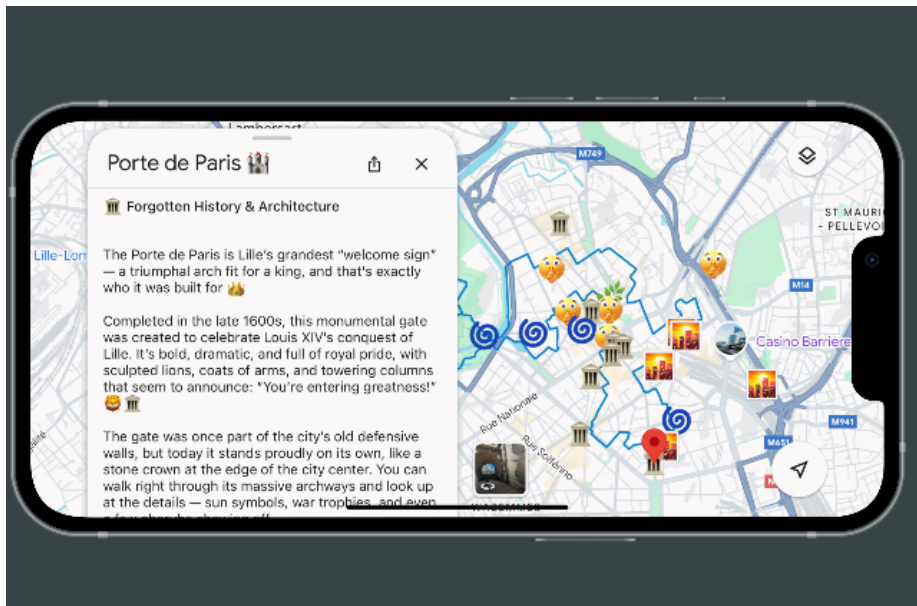 Lambersart
Porte de Paris 🏰
🏛️ Forgotten History & Architecture
The Porte de Paris is Lille's grandest "welcome sign"
— a triumphal arch fit for a king, and that's exactly
who it was built for 👑
Completed in the late 1600s, this monumental gate
was created to celebrate Louis XIV's conquest of
Lille. It's bold, dramatic, and full of royal pride, with
sculpted lions, coats of arms, and towering columns
that seem to announce: "You're entering greatness!"
🦁 🏛️
The gate was once part of the city's old defensive
walls, but today it stands proudly on its own, like a
stone crown at the edge of the city center. You can
walk right through its massive archways and look up
at the details — sun symbols, war trophies, and even
a few cherubs showing off
Lille-Lom
M749
ST MAURI
- PELLEVOI
M14
Casino Barrière
M941
M651
Rue Nationale
Rue Solférino
WAZEMMES